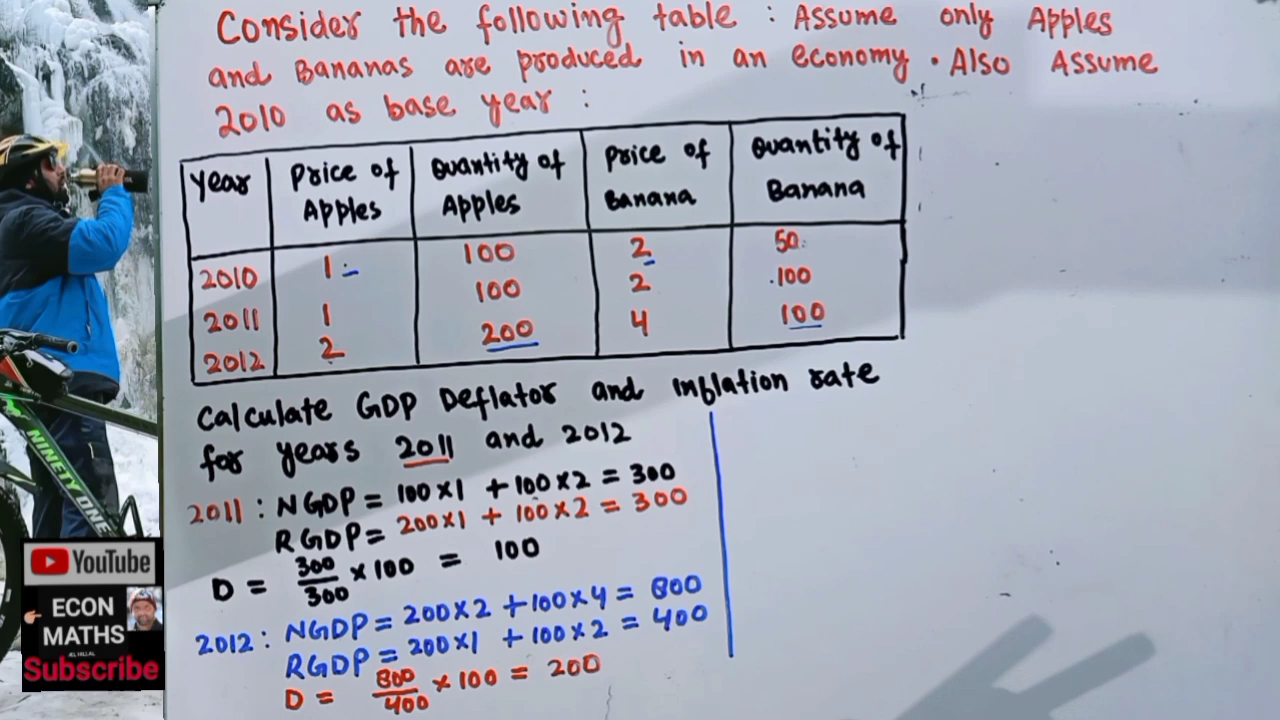 Consider the following table : Assume only Apples
and Bananas are produced in an economy . Also Assume
2010 as base year :
Year Price of Apples Quantity of Apples Price of Banana Quantity of Banana
2010 1 100 2 50
2011 1 100 2 100
2012 2 200 4 100
Calculate GDP Deflator and inflation rate
for years 2011 and 2012
2011 : NGDP = 100×1 + 100×2 = 300
RGDP = 200×1 + 100×2 = 300
D = 300/300 × 100 = 100
2012 : NGDP = 200×2 + 100×4 = 800
RGDP = 200×1 + 100×2 = 400
D = 800/400 × 100 = 200
NINETY ONE
YouTube
ECON
MATHS
Subscribe